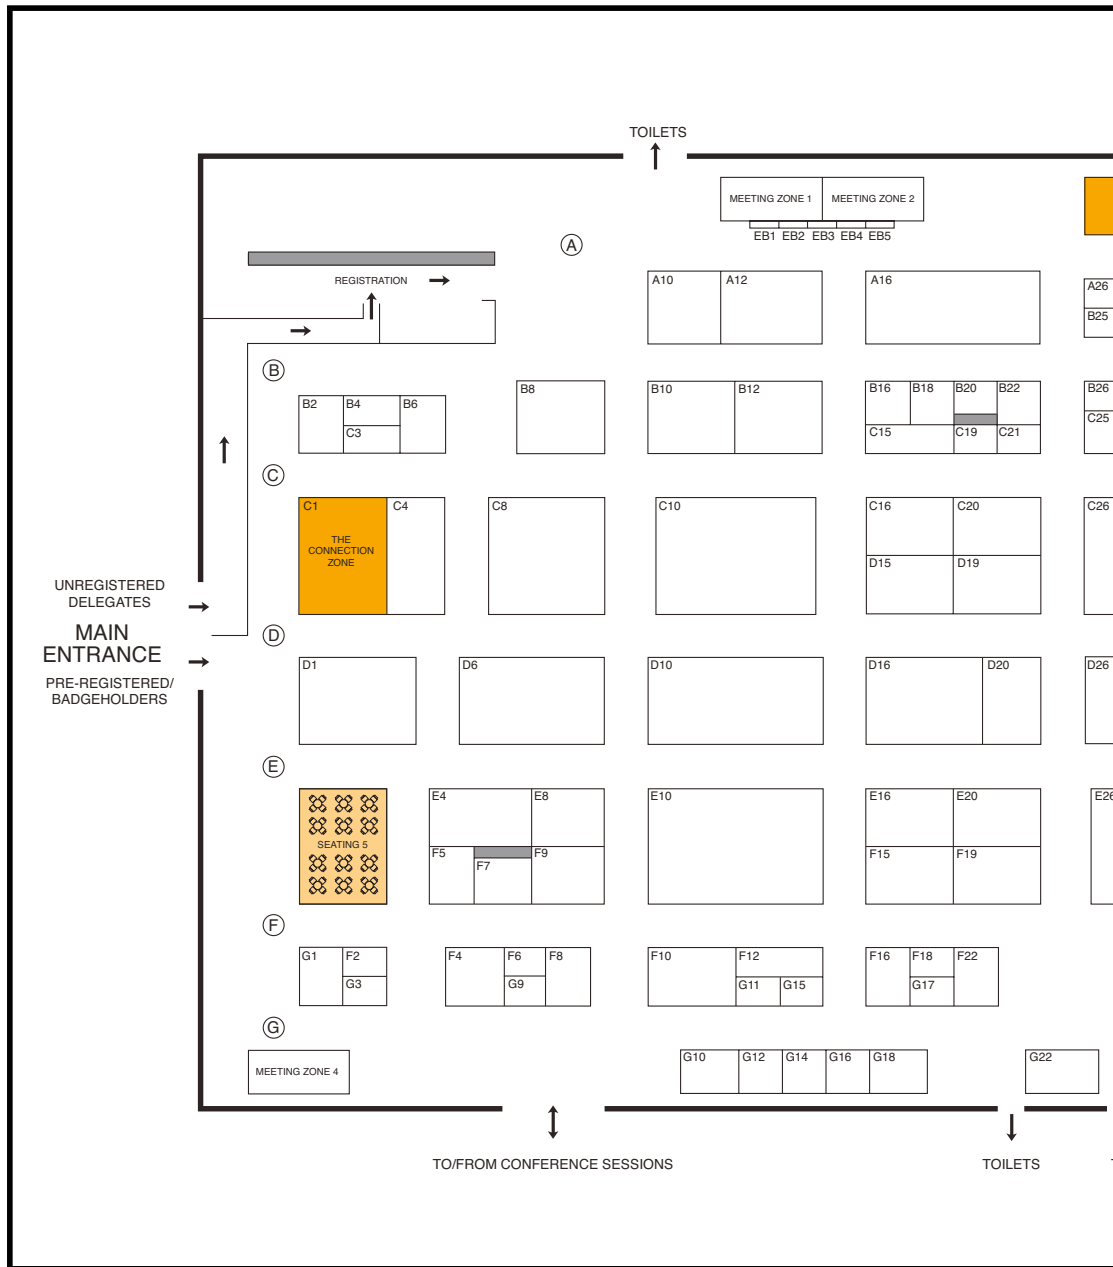 TOILETS
MEETING ZONE 1
MEETING ZONE 2
EB1 EB2 EB3 EB4 EB5
A
REGISTRATION
A10
A12
A16
A26
B25
B
B2
B4
B6
C3
B8
B10
B12
B16
B18
B20
B22
C15
C19
C21
B26
C25
C
C1
THE
CONNECTION
ZONE
C4
C8
C10
C16
C20
D15
D19
C26
UNREGISTERED
DELEGATES
MAIN
ENTRANCE
PRE-REGISTERED/
BADGEHOLDERS
D
D1
D6
D10
D16
D20
D26
E
SEATING 5
E4
E8
F5
F7
F9
E10
E16
E20
F15
F19
E26
F
G1
F2
G3
F4
F6
G9
F8
F10
F12
G11
G15
F16
F18
G17
F22
G
MEETING ZONE 4
G10
G12
G14
G16
G18
G22
TO/FROM CONFERENCE SESSIONS
TOILETS